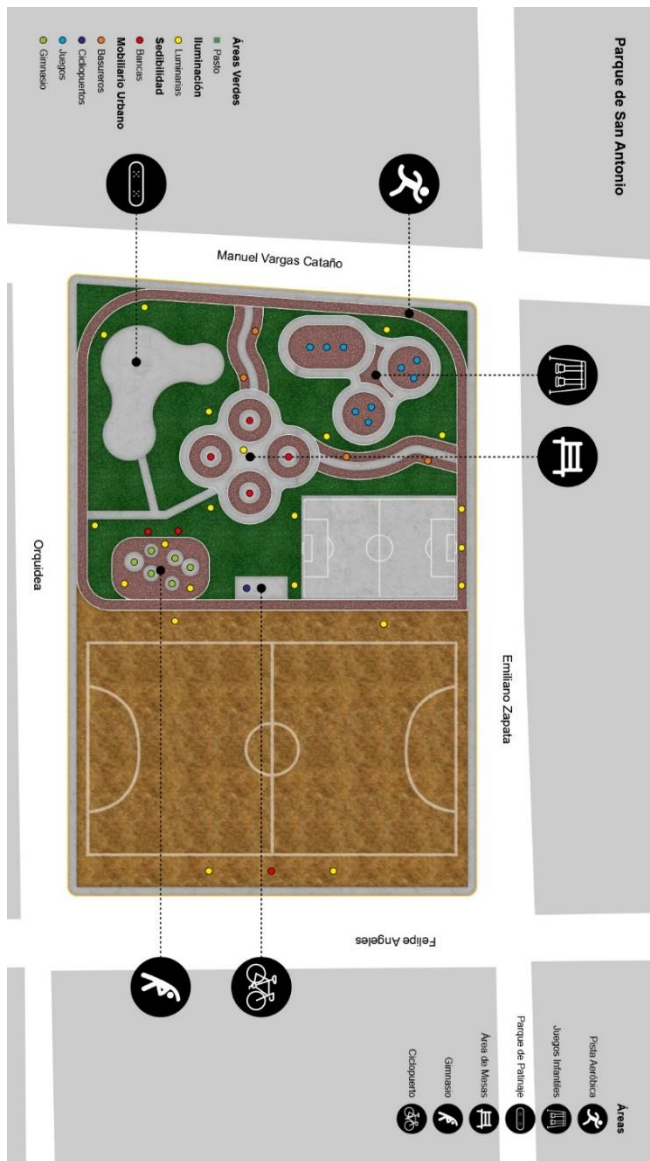 Parque de San Antonio
Áreas Verdes
Pasto
Iluminación
Luminarias
Sedibilidad
Bancas
Mobiliario Urbano
Basureros
Ciclopuertos
Juegos
Gimnasio
Manuel Vargas Cataño
Emiliano Zapata
Orquidea
Felipe Angeles
Áreas
Pista Aeróbica
Juegos Infantiles
Parque de Patinaje
Área de Mesas
Gimnasio
Ciclopuerto